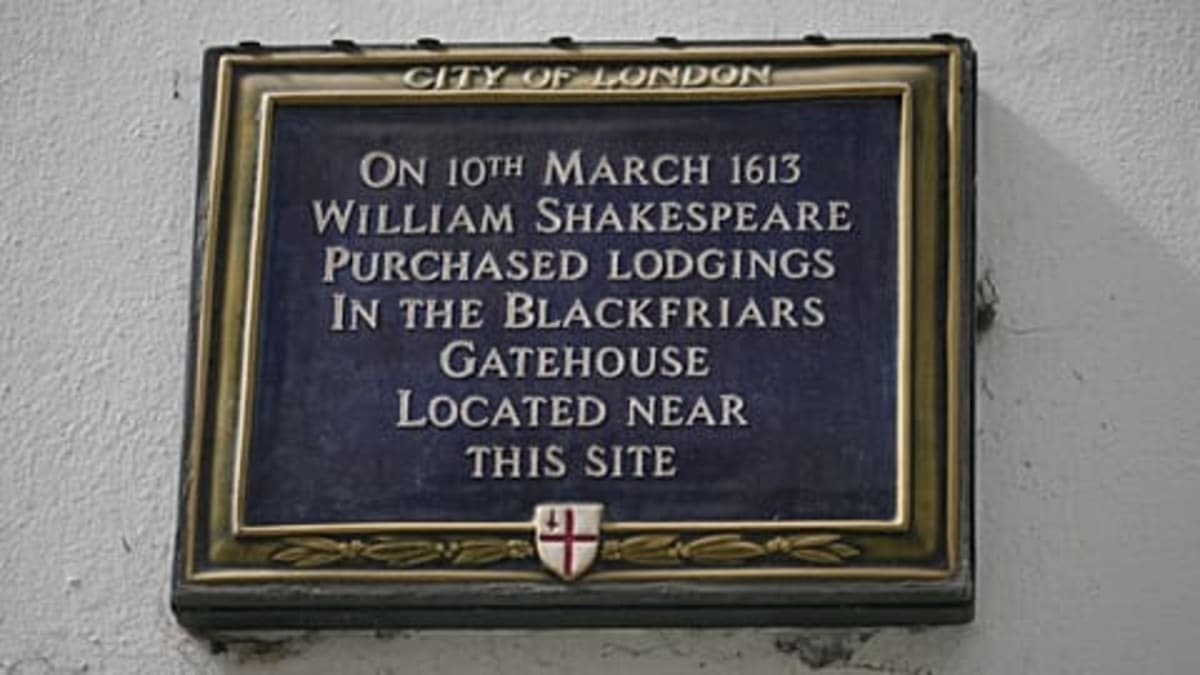 CITY OF LONDON
ON 10TH MARCH 1613
WILLIAM SHAKESPEARE
PURCHASED LODGINGS
IN THE BLACKFRIARS
GATEHOUSE
LOCATED NEAR
THIS SITE